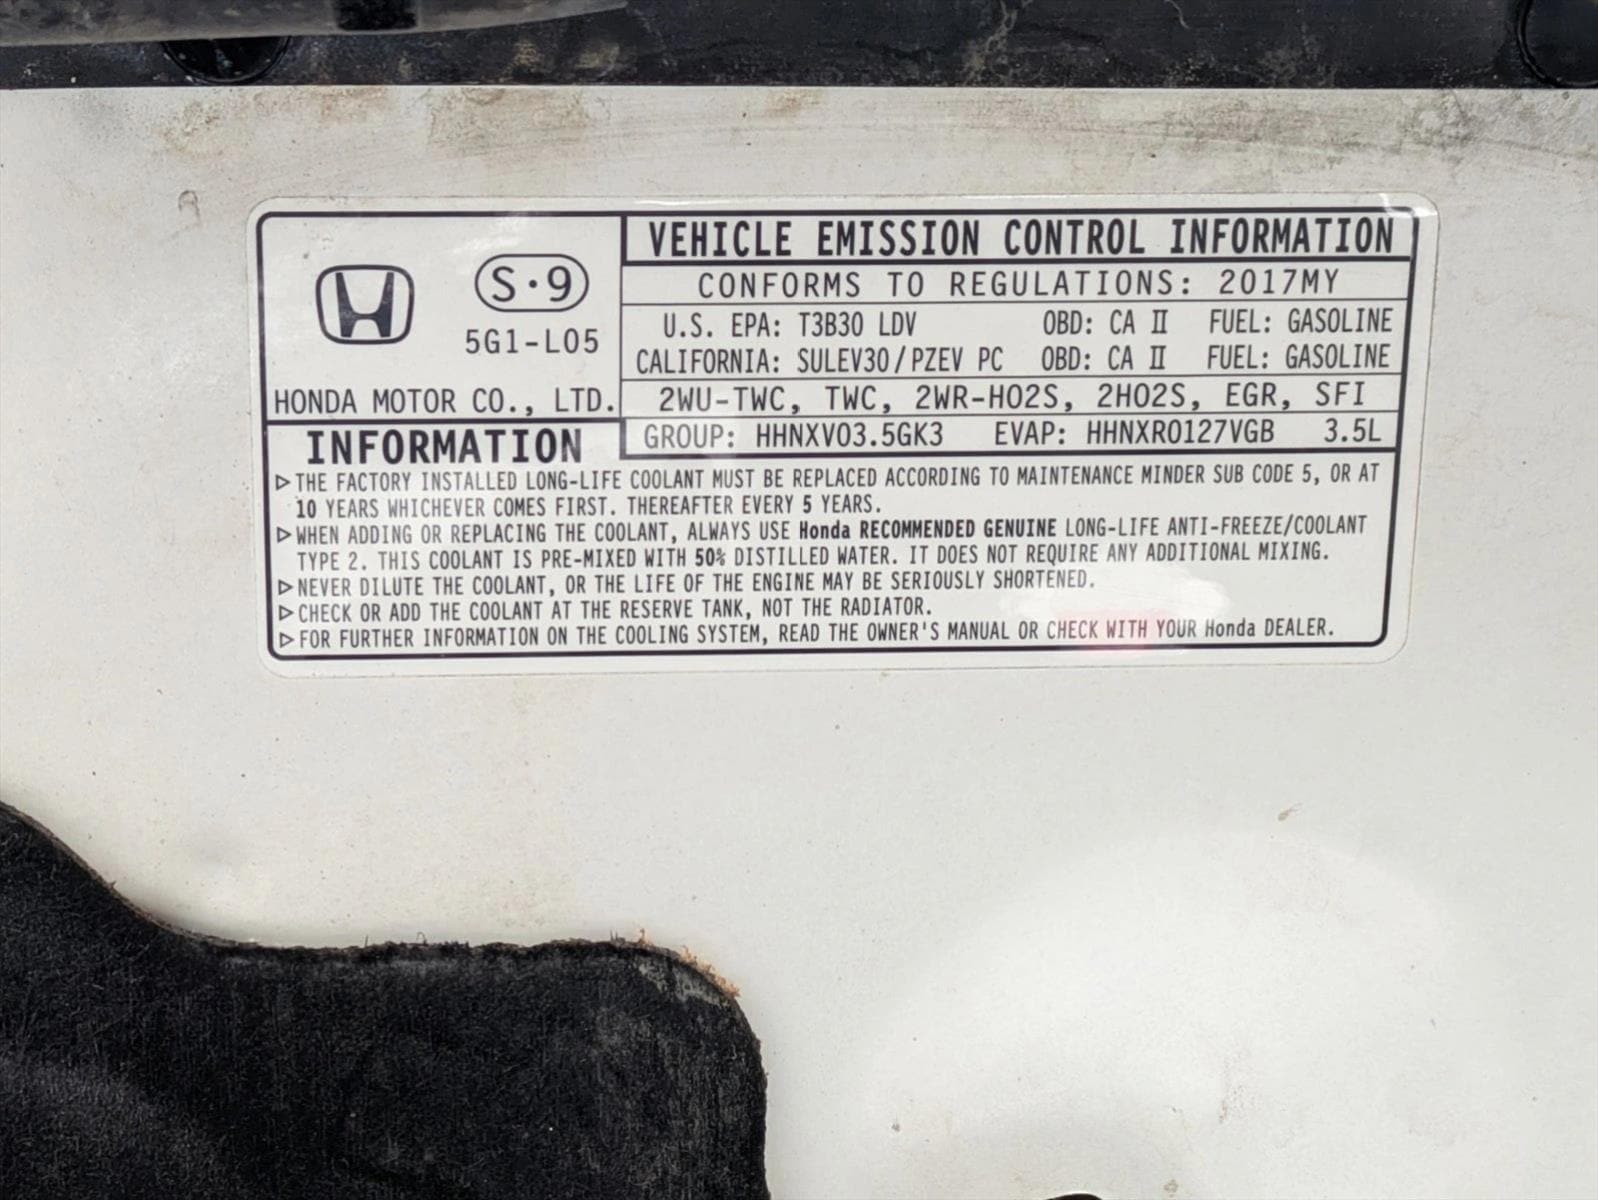 VEHICLE EMISSION CONTROL INFORMATION
S·9
5G1-L05
HONDA MOTOR CO., LTD.
CONFORMS TO REGULATIONS: 2017MY
U.S. EPA: T3B30 LDV OBD: CA II FUEL: GASOLINE
CALIFORNIA: SULEV30/PZEV PC OBD: CA II FUEL: GASOLINE
2WU-TWC, TWC, 2WR-HO2S, 2HO2S, EGR, SFI
GROUP: HHNXV03.5GK3 EVAP: HHNXR0127VGB 3.5L
INFORMATION
▷THE FACTORY INSTALLED LONG-LIFE COOLANT MUST BE REPLACED ACCORDING TO MAINTENANCE MINDER SUB CODE 5, OR AT
10 YEARS WHICHEVER COMES FIRST. THEREAFTER EVERY 5 YEARS.
▷WHEN ADDING OR REPLACING THE COOLANT, ALWAYS USE Honda RECOMMENDED GENUINE LONG-LIFE ANTI-FREEZE/COOLANT
TYPE 2. THIS COOLANT IS PRE-MIXED WITH 50% DISTILLED WATER. IT DOES NOT REQUIRE ANY ADDITIONAL MIXING.
▷NEVER DILUTE THE COOLANT, OR THE LIFE OF THE ENGINE MAY BE SERIOUSLY SHORTENED.
▷CHECK OR ADD THE COOLANT AT THE RESERVE TANK, NOT THE RADIATOR.
▷FOR FURTHER INFORMATION ON THE COOLING SYSTEM, READ THE OWNER'S MANUAL OR CHECK WITH YOUR Honda DEALER.